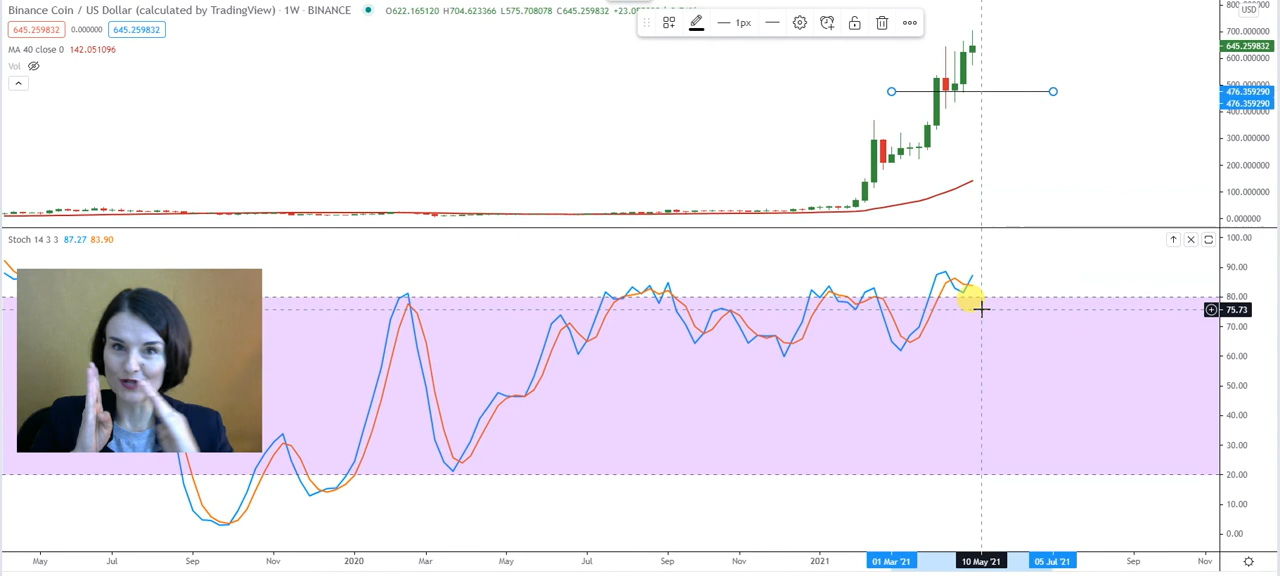 Binance Coin / US Dollar (calculated by TradingView) · 1W · BINANCE
O622.165120 H704.623366 L575.708078 C645.259832
645.259832 0.000000 645.259832
MA 40 close 0 142.051096
Vol
1px
USD
700.000000
645.259832
600.000000
476.359290
476.359290
400.000000
300.000000
200.000000
100.000000
0.000000
Stoch 14 3 3 87.27 83.90
100.00
90.00
80.00
75.73
70.00
60.00
50.00
40.00
30.00
20.00
10.00
0.00
May Jul Sep Nov 2020 Mar May Jul Sep Nov 2021 01 Mar '21 10 May '21 05 Jul '21 Sep Nov